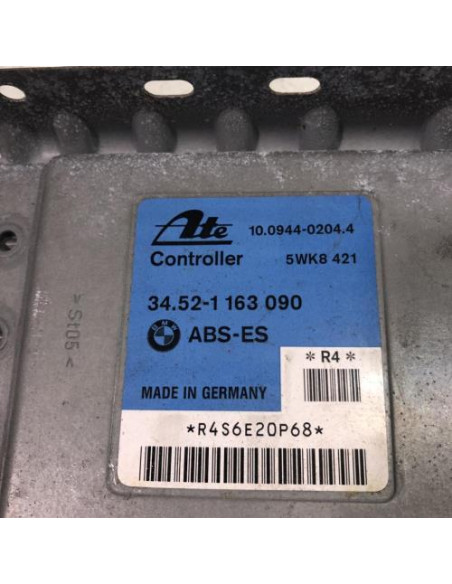 Ate 10.0944-0204.4
Controller 5WK8 421
34.52-1 163 090
BMW ABS-ES
*R4*
MADE IN GERMANY
*R4S6E20P68*
>St05<